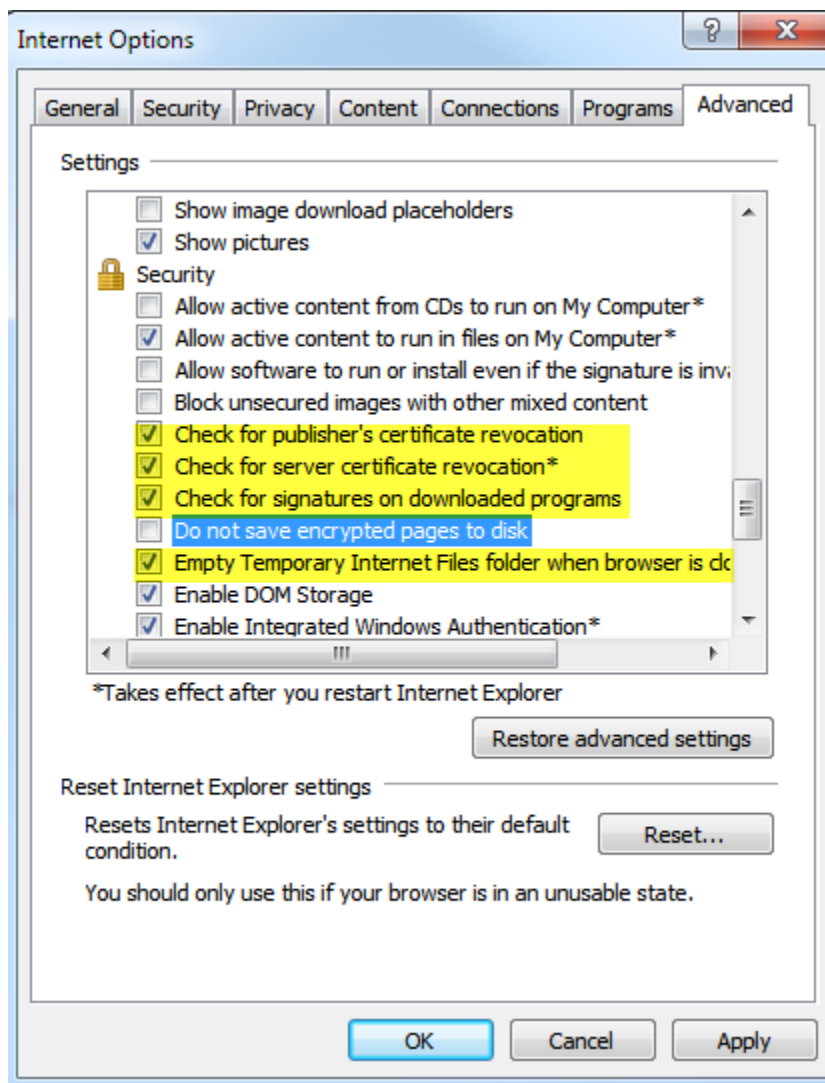 Internet Options
General Security Privacy Content Connections Programs Advanced
Settings
Show image download placeholders
Show pictures
Security
Allow active content from CDs to run on My Computer*
Allow active content to run in files on My Computer*
Allow software to run or install even if the signature is inva
Block unsecured images with other mixed content
Check for publisher's certificate revocation
Check for server certificate revocation*
Check for signatures on downloaded programs
Do not save encrypted pages to disk
Empty Temporary Internet Files folder when browser is clo
Enable DOM Storage
Enable Integrated Windows Authentication*
*Takes effect after you restart Internet Explorer
Restore advanced settings
Reset Internet Explorer settings
Resets Internet Explorer's settings to their default
condition.
Reset...
You should only use this if your browser is in an unusable state.
OK Cancel Apply